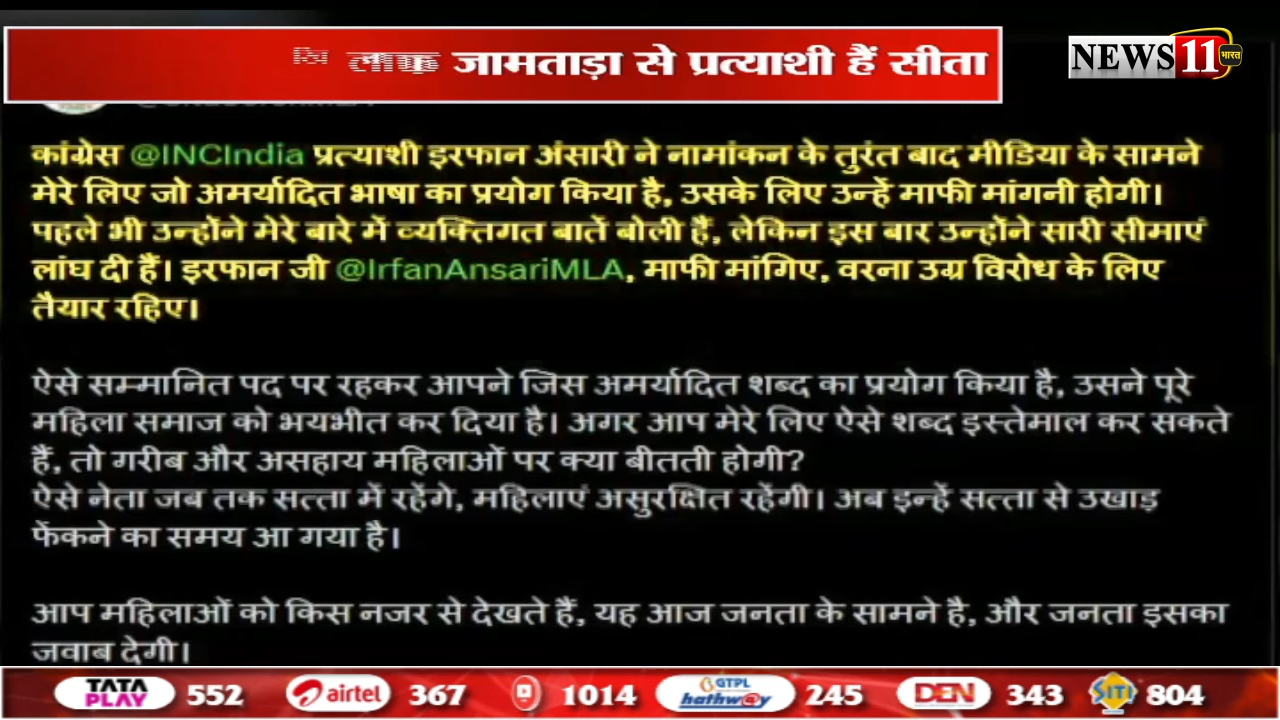 जामताड़ा से प्रत्याशी हैं सीता
NEWS 11 भारत
कांग्रेस @INCIndia प्रत्याशी इरफान अंसारी ने नामांकन के तुरंत बाद मीडिया के सामने
मेरे लिए जो अमर्यादित भाषा का प्रयोग किया है, उसके लिए उन्हें माफी मांगनी होगी।
पहले भी उन्होंने मेरे बारे में व्यक्तिगत बातें बोली हैं, लेकिन इस बार उन्होंने सारी सीमाएं
लांघ दी हैं। इरफान जी @IrfanAnsariMLA, माफी मांगिए, वरना उग्र विरोध के लिए
तैयार रहिए।
ऐसे सम्मानित पद पर रहकर आपने जिस अमर्यादित शब्द का प्रयोग किया है, उसने पूरे
महिला समाज को भयभीत कर दिया है। अगर आप मेरे लिए ऐसे शब्द इस्तेमाल कर सकते
हैं, तो गरीब और असहाय महिलाओं पर क्या बीतती होगी?
ऐसे नेता जब तक सत्ता में रहेंगे, महिलाएं असुरक्षित रहेंगी। अब इन्हें सत्ता से उखाड़
फेंकने का समय आ गया है।
आप महिलाओं को किस नजर से देखते हैं, यह आज जनता के सामने है, और जनता इसका
जवाब देगी।
TATA PLAY 552 airtel 367 1014 GTPL hathway 245 DEN 343 SITI 804